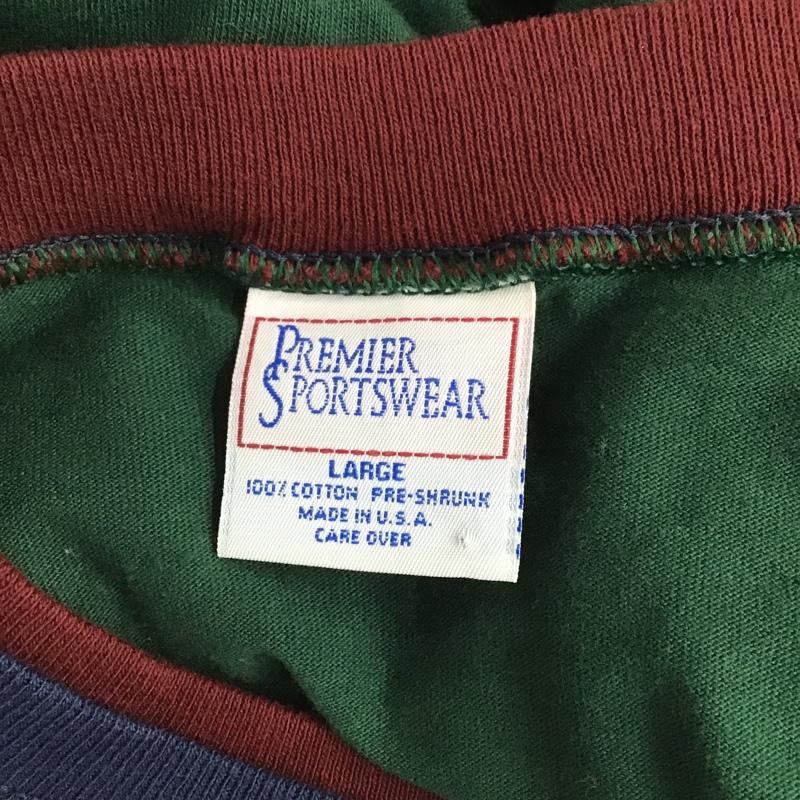 PREMIER
SPORTSWEAR
LARGE
100% COTTON PRE-SHRUNK
MADE IN U.S.A.
CARE OVER